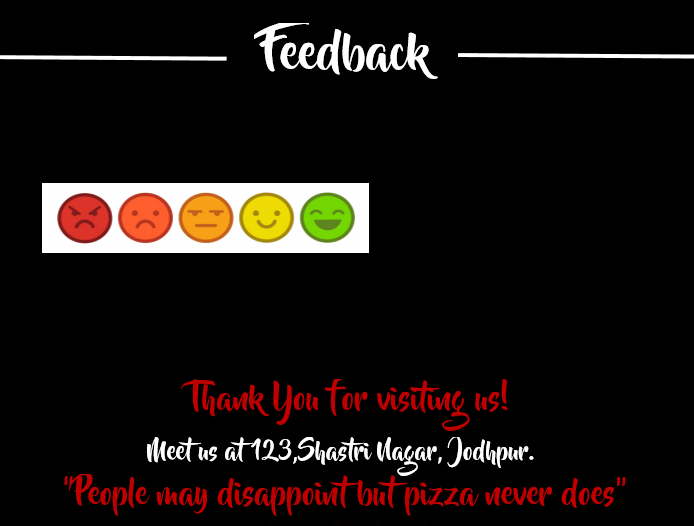 Feedback
Thank You for visiting us!
Meet us at 123,Shastri Nagar, Jodhpur.
"People may disappoint but pizza never does"